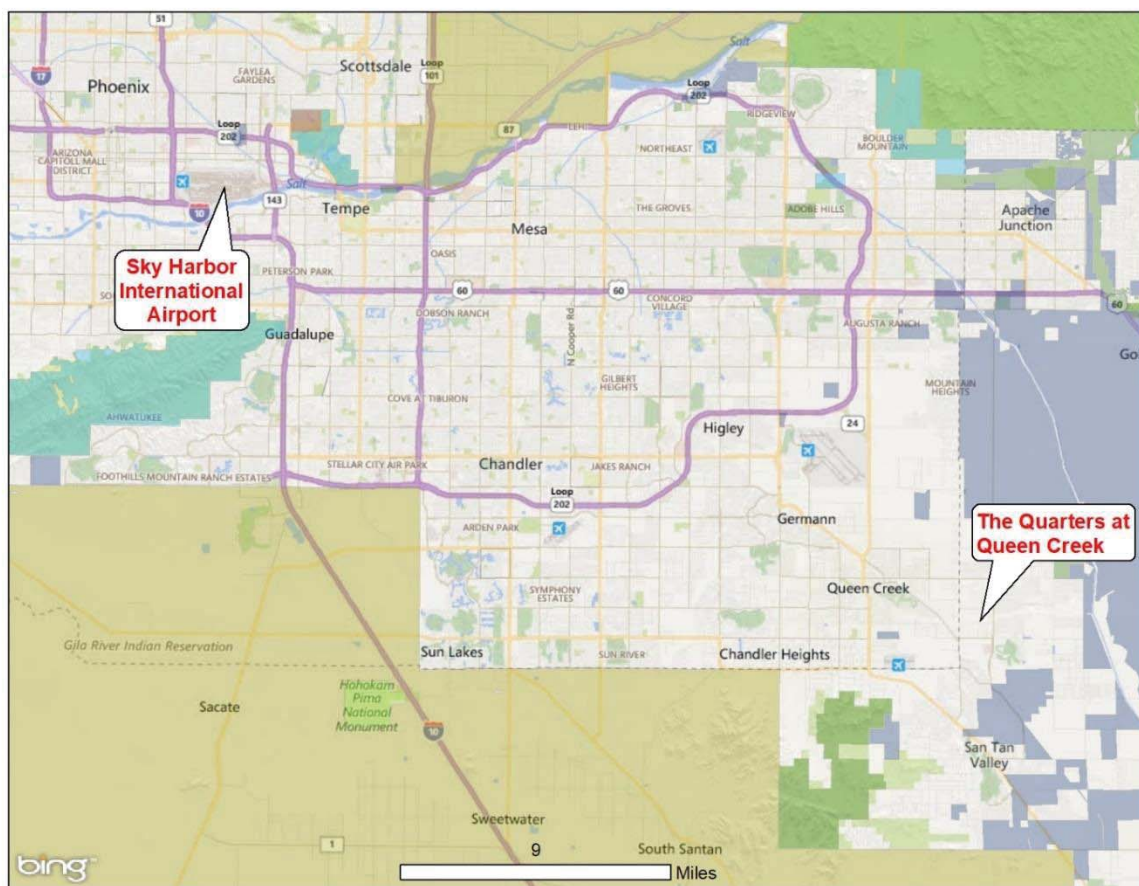 51
Loop
101
Salt
17
FAYLEA
GARDENS
Scottsdale
Phoenix
Loop
202
Loop
202
87
LEHI
RIDGEVIEW
ARIZONA
CAPITOLL MALL
DISTRICT
NORTHEAST
BOULDER
MOUNTAIN
Salt
10
143
Tempe
THE GROVES
ADOBE HILLS
Apache
Junction
Mesa
Sky Harbor
International
Airport
OASIS
PETERSON PARK
60
60
60
DOBSON RANCH
CONCORD
VILLAGE
N Cooper Rd
Guadalupe
AUGUSTA RANCH
Go
GILBERT
HEIGHTS
MOUNTAIN
HEIGHTS
COVE AT TIBURON
AHWATUKEE
Higley
24
FOOTHILLS MOUNTAIN RANCH ESTATES
STELLAR CITY AIR PARK
Chandler
JAKES RANCH
Loop
202
ARDEN PARK
Germann
The Quarters at
Queen Creek
SYMPHONY
ESTATES
Queen Creek
Gila River Indian Reservation
Sun Lakes
SUN RIVER
Chandler Heights
Hohokam
Pima
National
Monument
Sacate
10
San Tan
Valley
Sweetwater
1
9
South Santan
Miles
bing